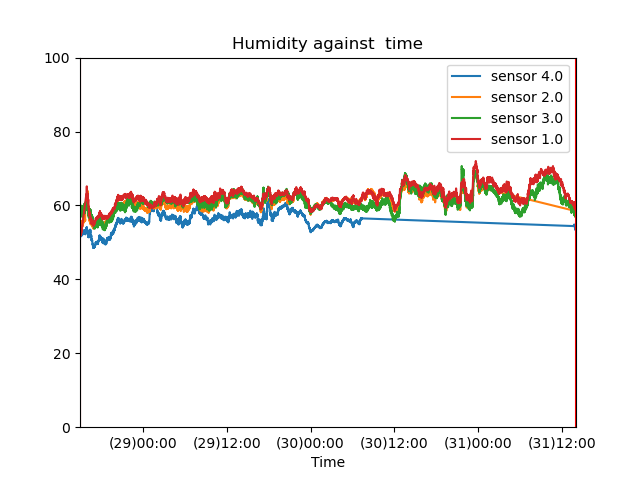 Humidity against  time
100
80
60
40
20
0
sensor 4.0
sensor 2.0
sensor 3.0
sensor 1.0
(29)00:00 (29)12:00 (30)00:00 (30)12:00 (31)00:00 (31)12:00
Time